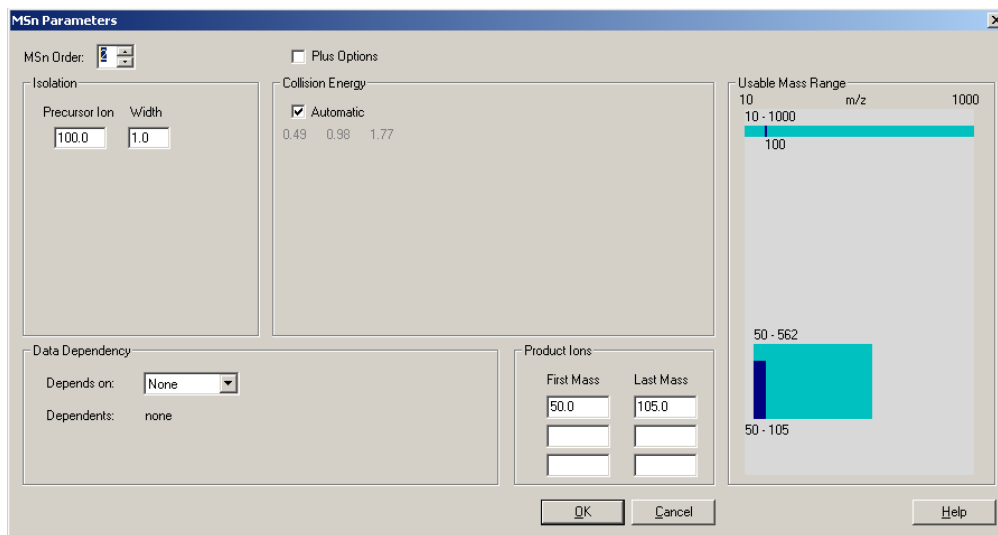 MSn Parameters
MSn Order: 2
Plus Options
Isolation
Precursor Ion Width
100.0 1.0
Collision Energy
Automatic
0.49 0.98 1.77
Usable Mass Range
10 m/z 1000
10 - 1000
100
50 - 562
50 - 105
Data Dependency
Depends on: None
Dependents: none
Product Ions
First Mass Last Mass
50.0 105.0
OK Cancel Help